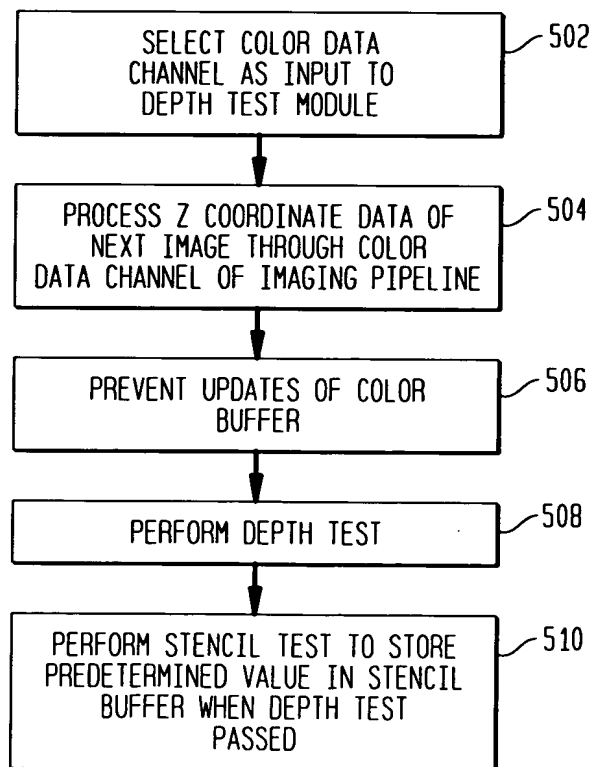 SELECT COLOR DATA
CHANNEL AS INPUT TO
DEPTH TEST MODULE
502
PROCESS Z COORDINATE DATA OF
NEXT IMAGE THROUGH COLOR
DATA CHANNEL OF IMAGING PIPELINE
504
PREVENT UPDATES OF COLOR
BUFFER
506
PERFORM DEPTH TEST
508
PERFORM STENCIL TEST TO STORE
PREDETERMINED VALUE IN STENCIL
BUFFER WHEN DEPTH TEST
PASSED
510